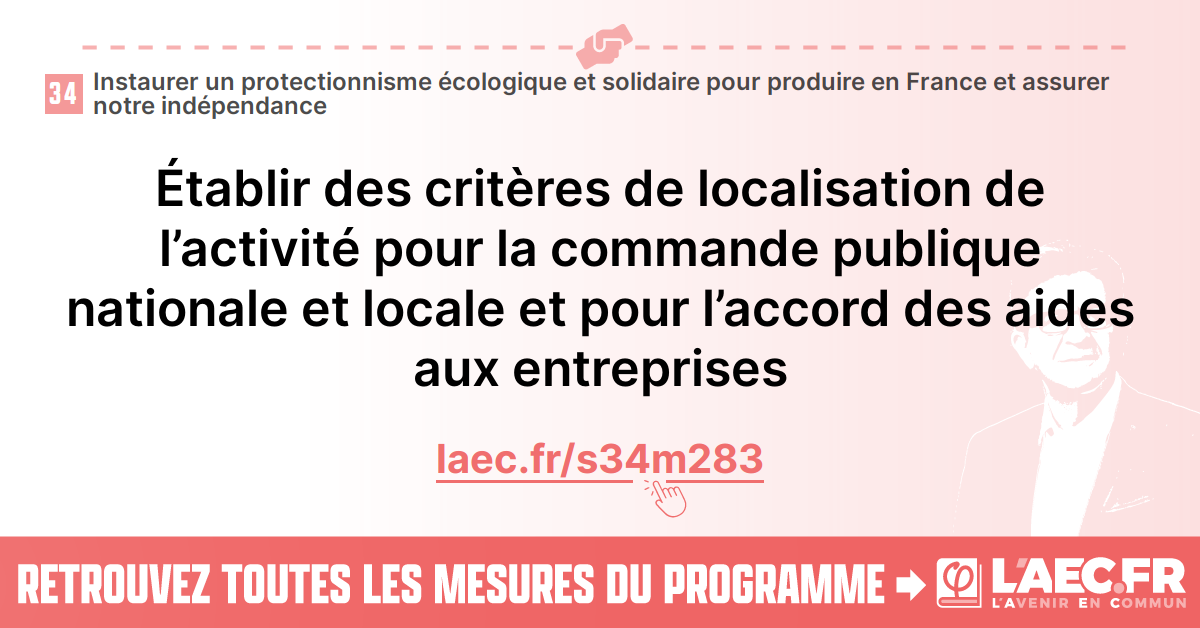 34
Instaurer un protectionnisme écologique et solidaire pour produire en France et assurer
notre indépendance
Établir des critères de localisation de
l’activité pour la commande publique
nationale et locale et pour l’accord des aides
aux entreprises
laec.fr/s34m283
RETROUVEZ TOUTES LES MESURES DU PROGRAMME
φ
L'AEC.FR
L'AVENIR EN COMMUN